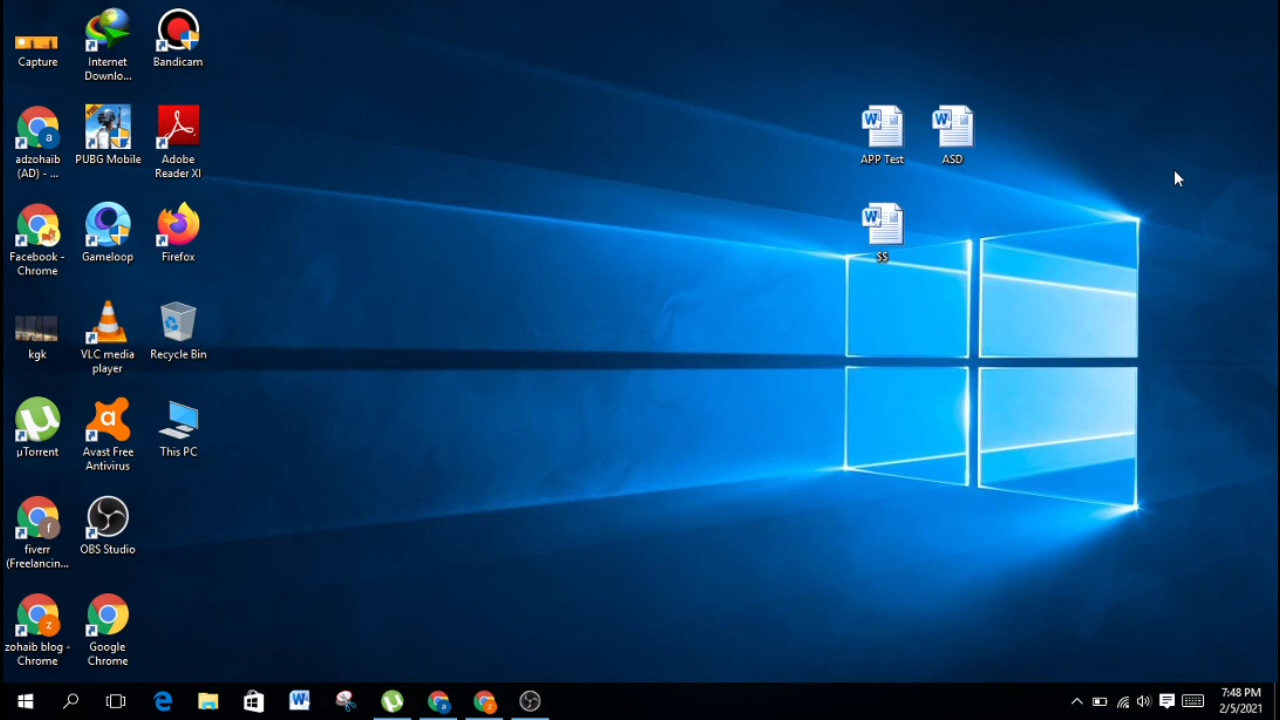 Capture
Internet
Downlo...
Bandicam
adzohaib
(AD) - ...
PUBG Mobile
Adobe
Reader XI
Facebook -
Chrome
Gameloop
Firefox
kgk
VLC media
player
Recycle Bin
µTorrent
Avast Free
Antivirus
This PC
fiverr
(Freelancin...
OBS Studio
zohaib blog -
Chrome
Google
Chrome
APP Test
ASD
SS
7:48 PM
2/5/2021